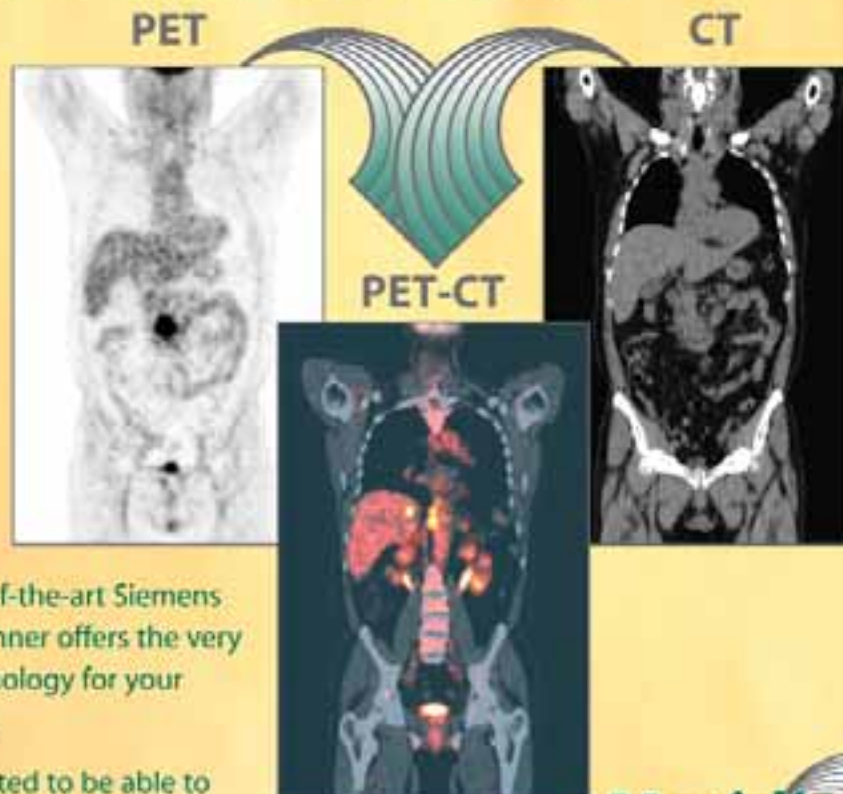 PET
CT
PET-CT
f-the-art Siemens
nner offers the very
ology for your
ted to be able to